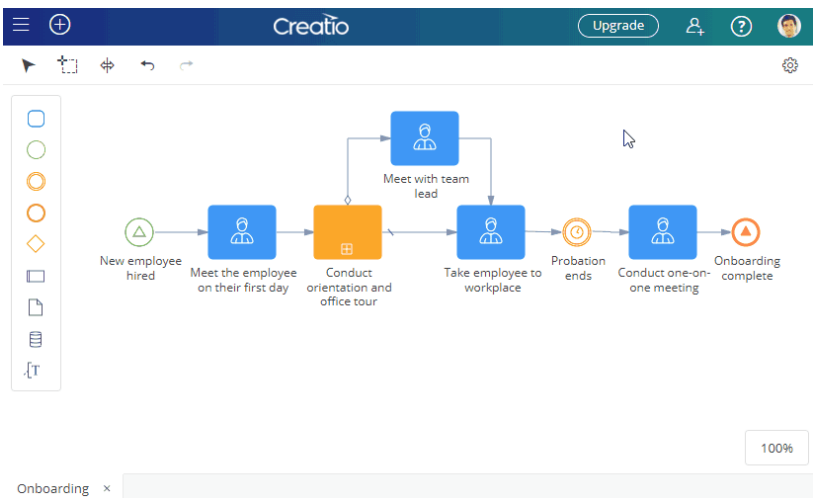 Creatio
Upgrade
?
T
Meet with team
lead
New employee
hired
Meet the employee
on their first day
Conduct
orientation and
office tour
Take employee to
workplace
Probation
ends
Conduct one-on-
one meeting
Onboarding
complete
100%
Onboarding ×